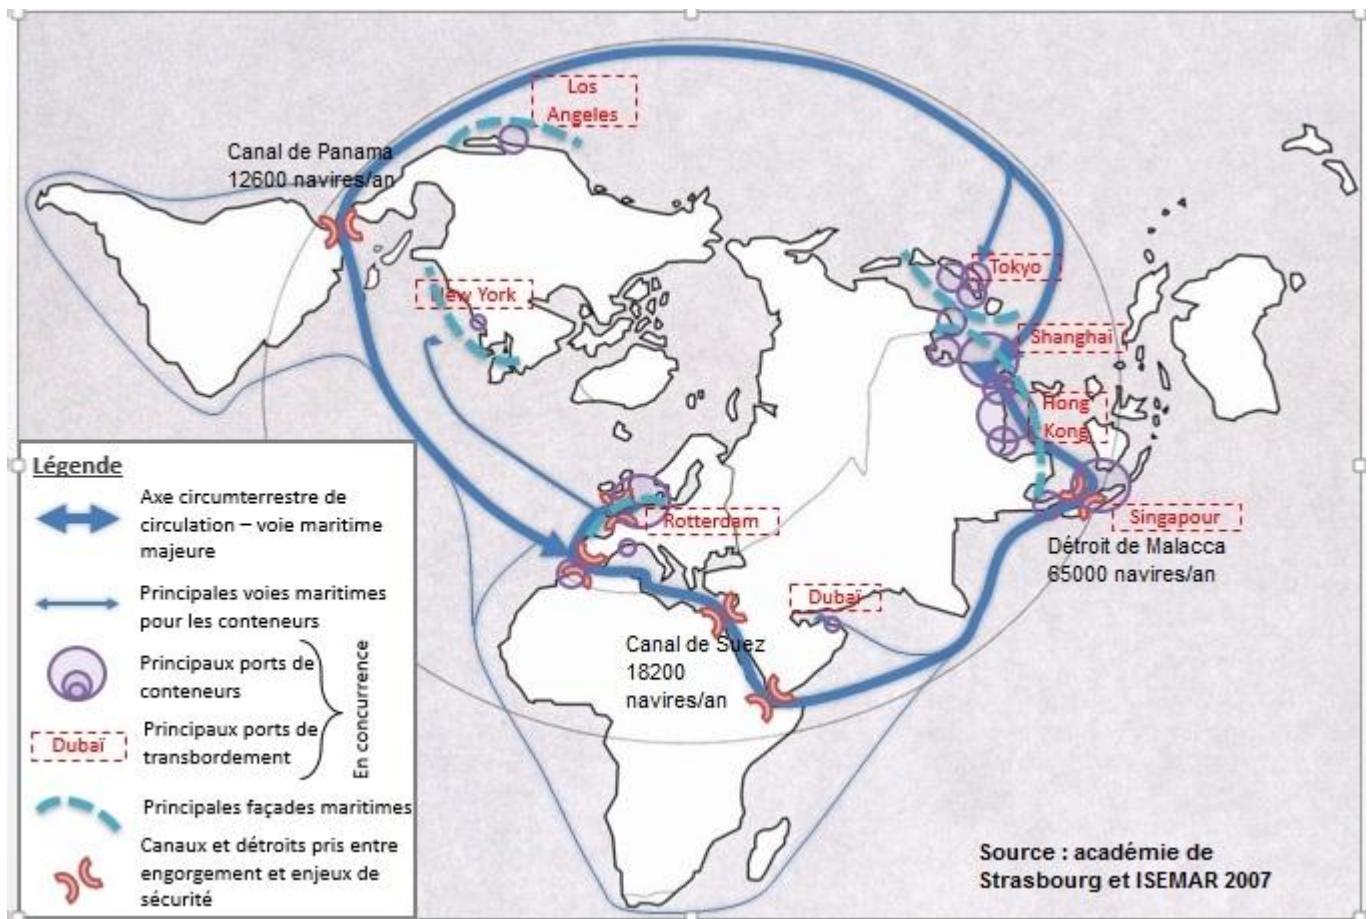 Los
Angeles
Canal de Panama
12600 navires/an
Tokyo
New York
Shanghaï
Hong
Kong
Rotterdam
Singapour
Détroit de Malacca
65000 navires/an
Dubaï
Canal de Suez
18200
navires/an
Légende
Axe circumterrestre de
circulation – voie maritime
majeure
Principales voies maritimes
pour les conteneurs
Principaux ports de
conteneurs
Dubaï
Principaux ports de
transbordement
En concurrence
Principales façades maritimes
Canaux et détroits pris entre
engorgement et enjeux de
sécurité
Source : académie de
Strasbourg et ISEMAR 2007